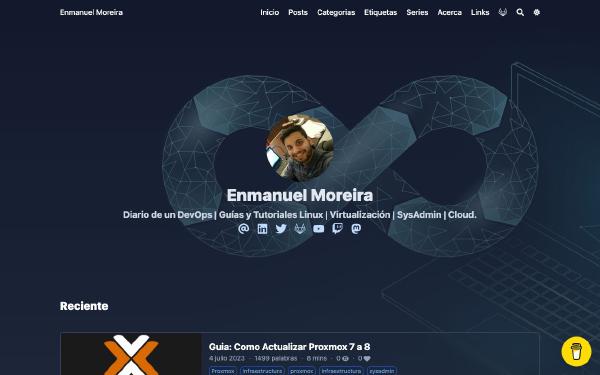 Enmanuel Moreira
Inicio Posts Categorias Etiquetas Series Acerca Links
Enmanuel Moreira
Diario de un DevOps | Guías y Tutoriales Linux | Virtualización | SysAdmin | Cloud.
Reciente
Guia: Como Actualizar Proxmox 7 a 8
4 julio 2023 · 1499 palabras · 8 mins · 0 · 0
Proxmox infraestructura proxmox infraestructura sysadmin